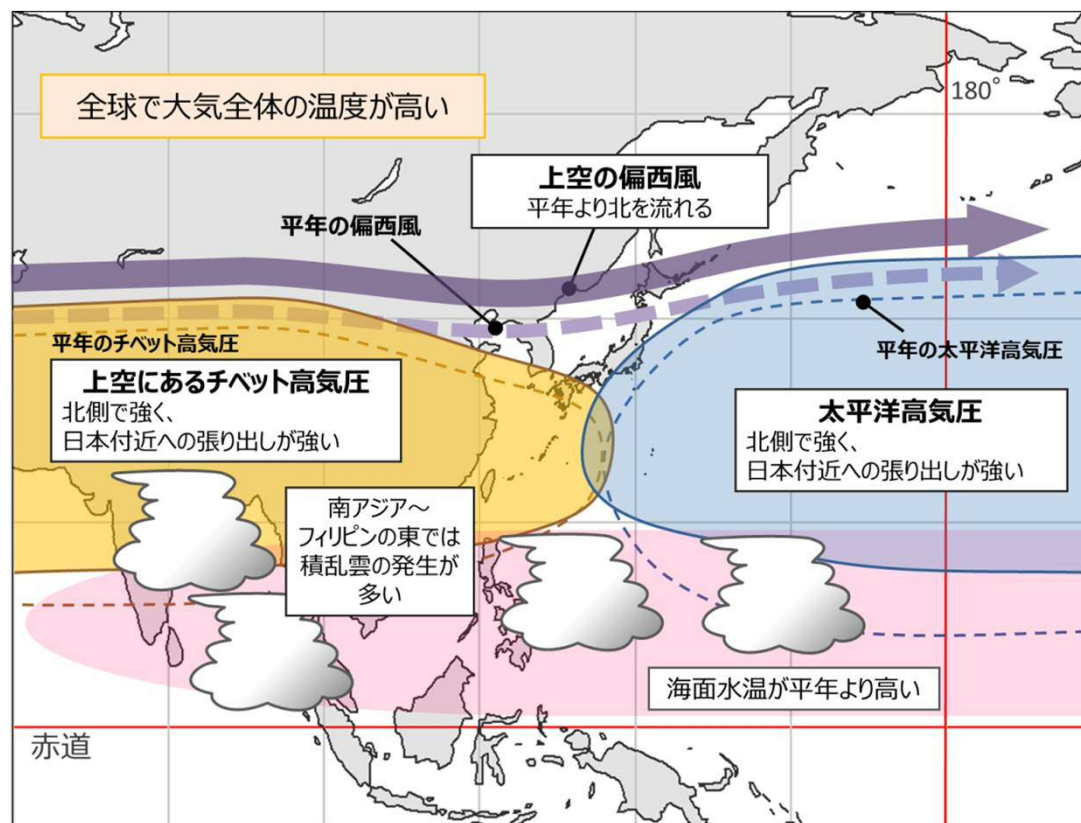 全球で大気全体の温度が高い
180°
上空の偏西風
平年より北を流れる
平年の偏西風
平年のチベット高気圧
平年の太平洋高気圧
上空にあるチベット高気圧
北側で強く、
日本付近への張り出しが強い
太平洋高気圧
北側で強く、
日本付近への張り出しが強い
南アジア～
フィリピンの東では
積乱雲の発生が
多い
海面水温が平年より高い
赤道